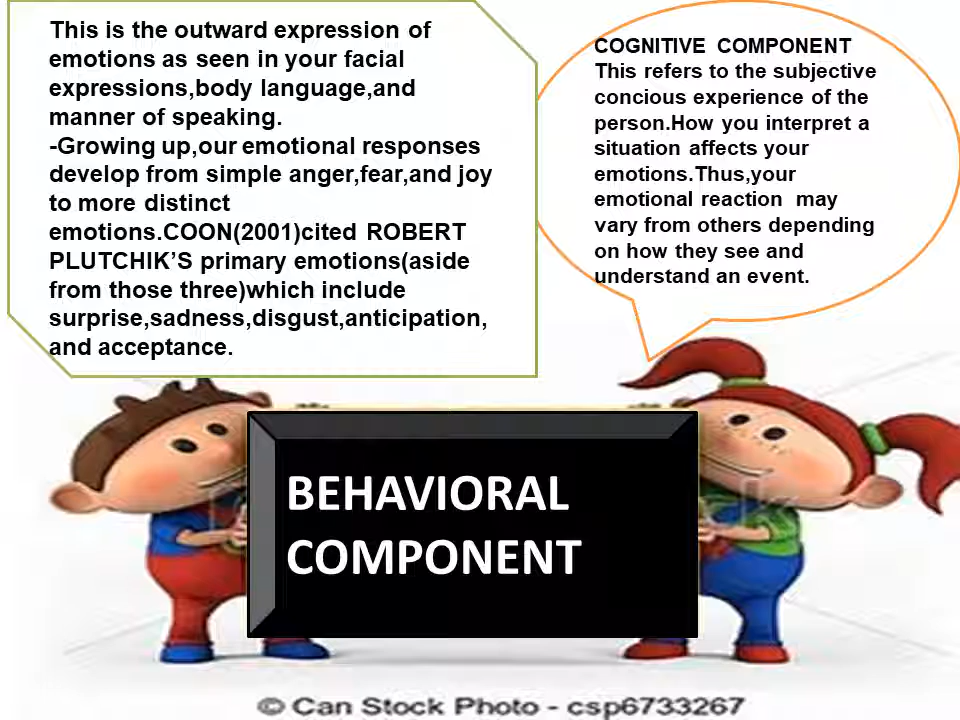 This is the outward expression of
emotions as seen in your facial
expressions,body language,and
manner of speaking.
-Growing up,our emotional responses
develop from simple anger,fear,and joy
to more distinct
emotions.COON(2001)cited ROBERT
PLUTCHIK’S primary emotions(aside
from those three)which include
surprise,sadness,disgust,anticipation,
and acceptance.
COGNITIVE COMPONENT
This refers to the subjective
concious experience of the
person.How you interpret a
situation affects your
emotions.Thus,your
emotional reaction may
vary from others depending
on how they see and
understand an event.
BEHAVIORAL
COMPONENT
© Can Stock Photo - csp6733267